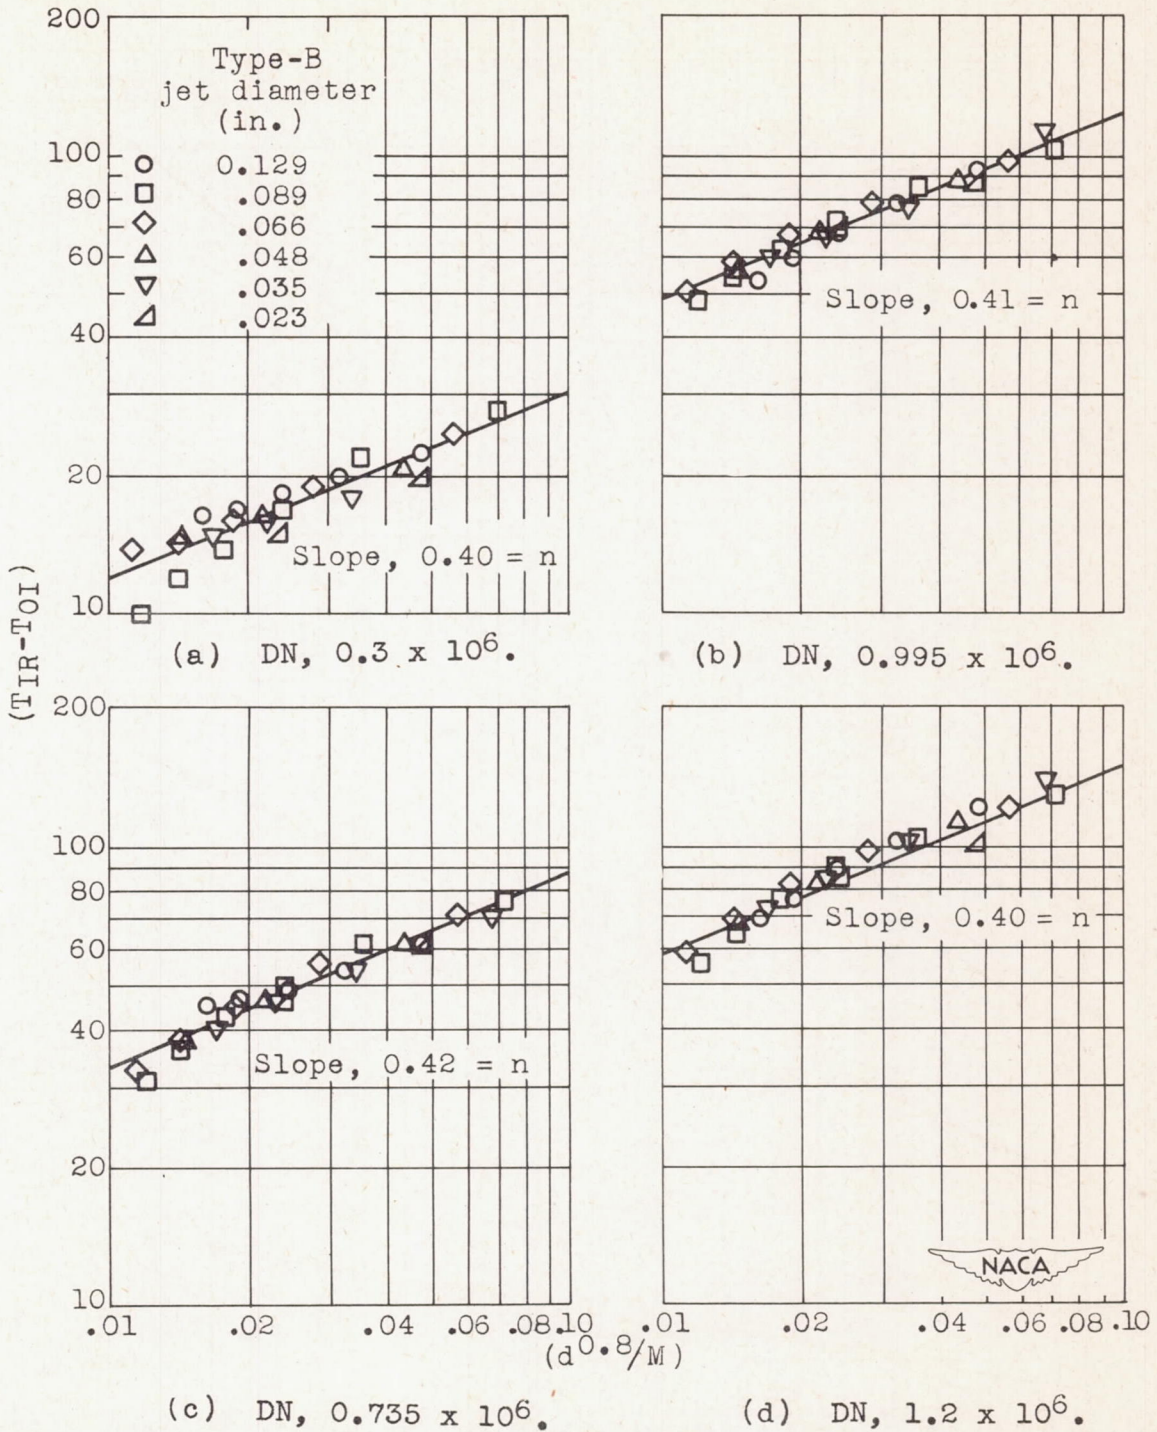 200
Type-B
jet diameter
(in.)
100
0.129
.089
80
.066
.048
60
.035
.023
40
20
10
Slope, 0.40 = n
(a) DN, 0.3 x 10⁶.
Slope, 0.41 = n
(b) DN, 0.995 x 10⁶.
(T_IR-T_OI)
200
100
80
60
40
20
10
Slope, 0.42 = n
.01 .02 .04 .06 .08 .10
Slope, 0.40 = n
NACA
.01 .02 .04 .06 .08 .10
(d⁰·⁸/M)
(c) DN, 0.735 x 10⁶.
(d) DN, 1.2 x 10⁶.